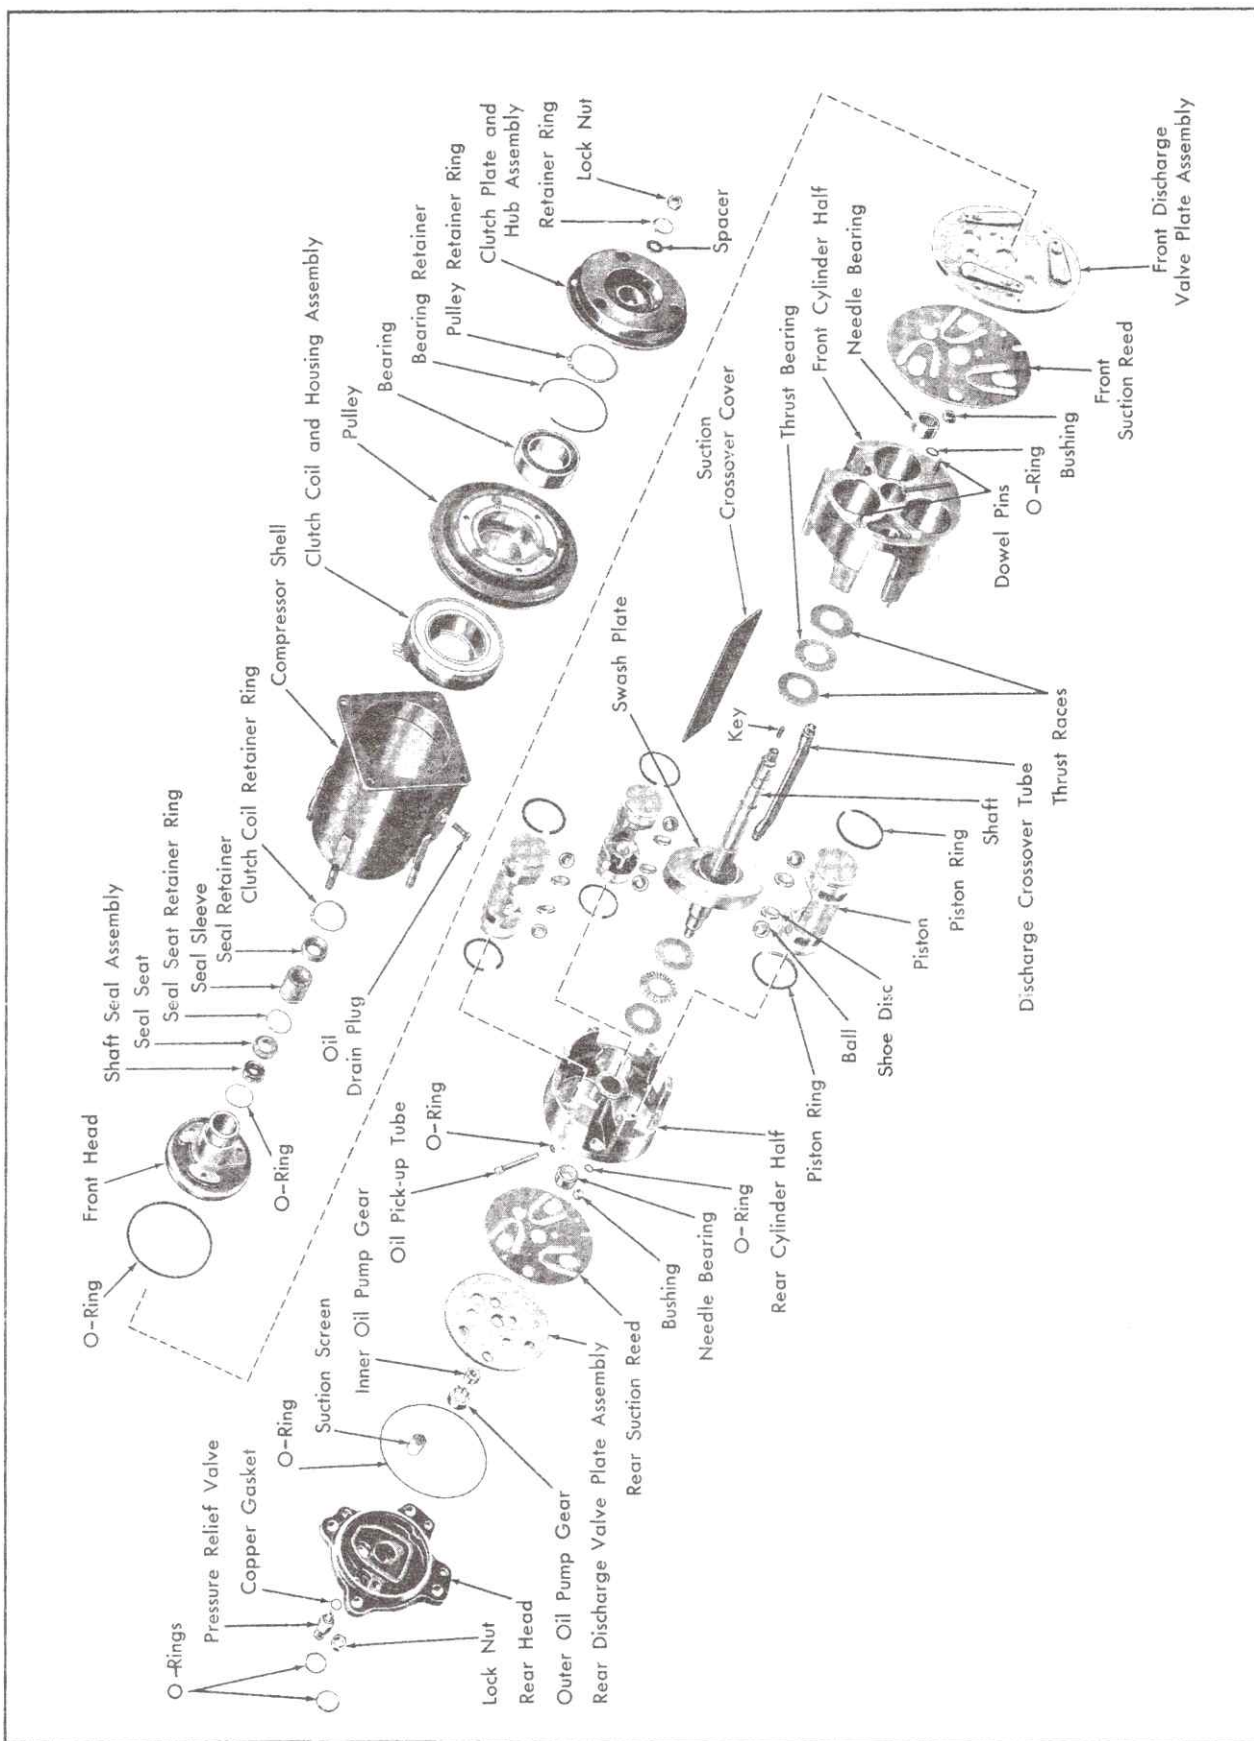 O-Rings
Pressure Relief Valve
Copper Gasket
Lock Nut
Rear Head
Outer Oil Pump Gear
Rear Discharge Valve Plate Assembly
Rear Suction Reed
O-Ring
Suction Screen
Inner Oil Pump Gear
Oil Pick-up Tube
O-Ring
Bushing
Needle Bearing
O-Ring
Rear Cylinder Half
O-Ring
Front Head
O-Ring
Shaft Seal Assembly
Seal Seat
Seal Seat Retainer Ring
Seal Sleeve
Seal Retainer
Clutch Coil Retainer Ring
Compressor Shell
Clutch Coil and Housing Assembly
Oil
Drain Plug
Pulley
Bearing
Bearing Retainer
Pulley Retainer Ring
Clutch Plate and
Hub Assembly
Retainer Ring
Lock Nut
Spacer
Piston Ring
Ball
Shoe Disc
Piston
Piston Ring
Shaft
Discharge Crossover Tube
Thrust Races
Swash Plate
Key
Suction
Crossover Cover
Thrust Bearing
Front Cylinder Half
Needle Bearing
Dowel Pins
O-Ring
Bushing
Front
Suction Reed
Front Discharge
Valve Plate Assembly